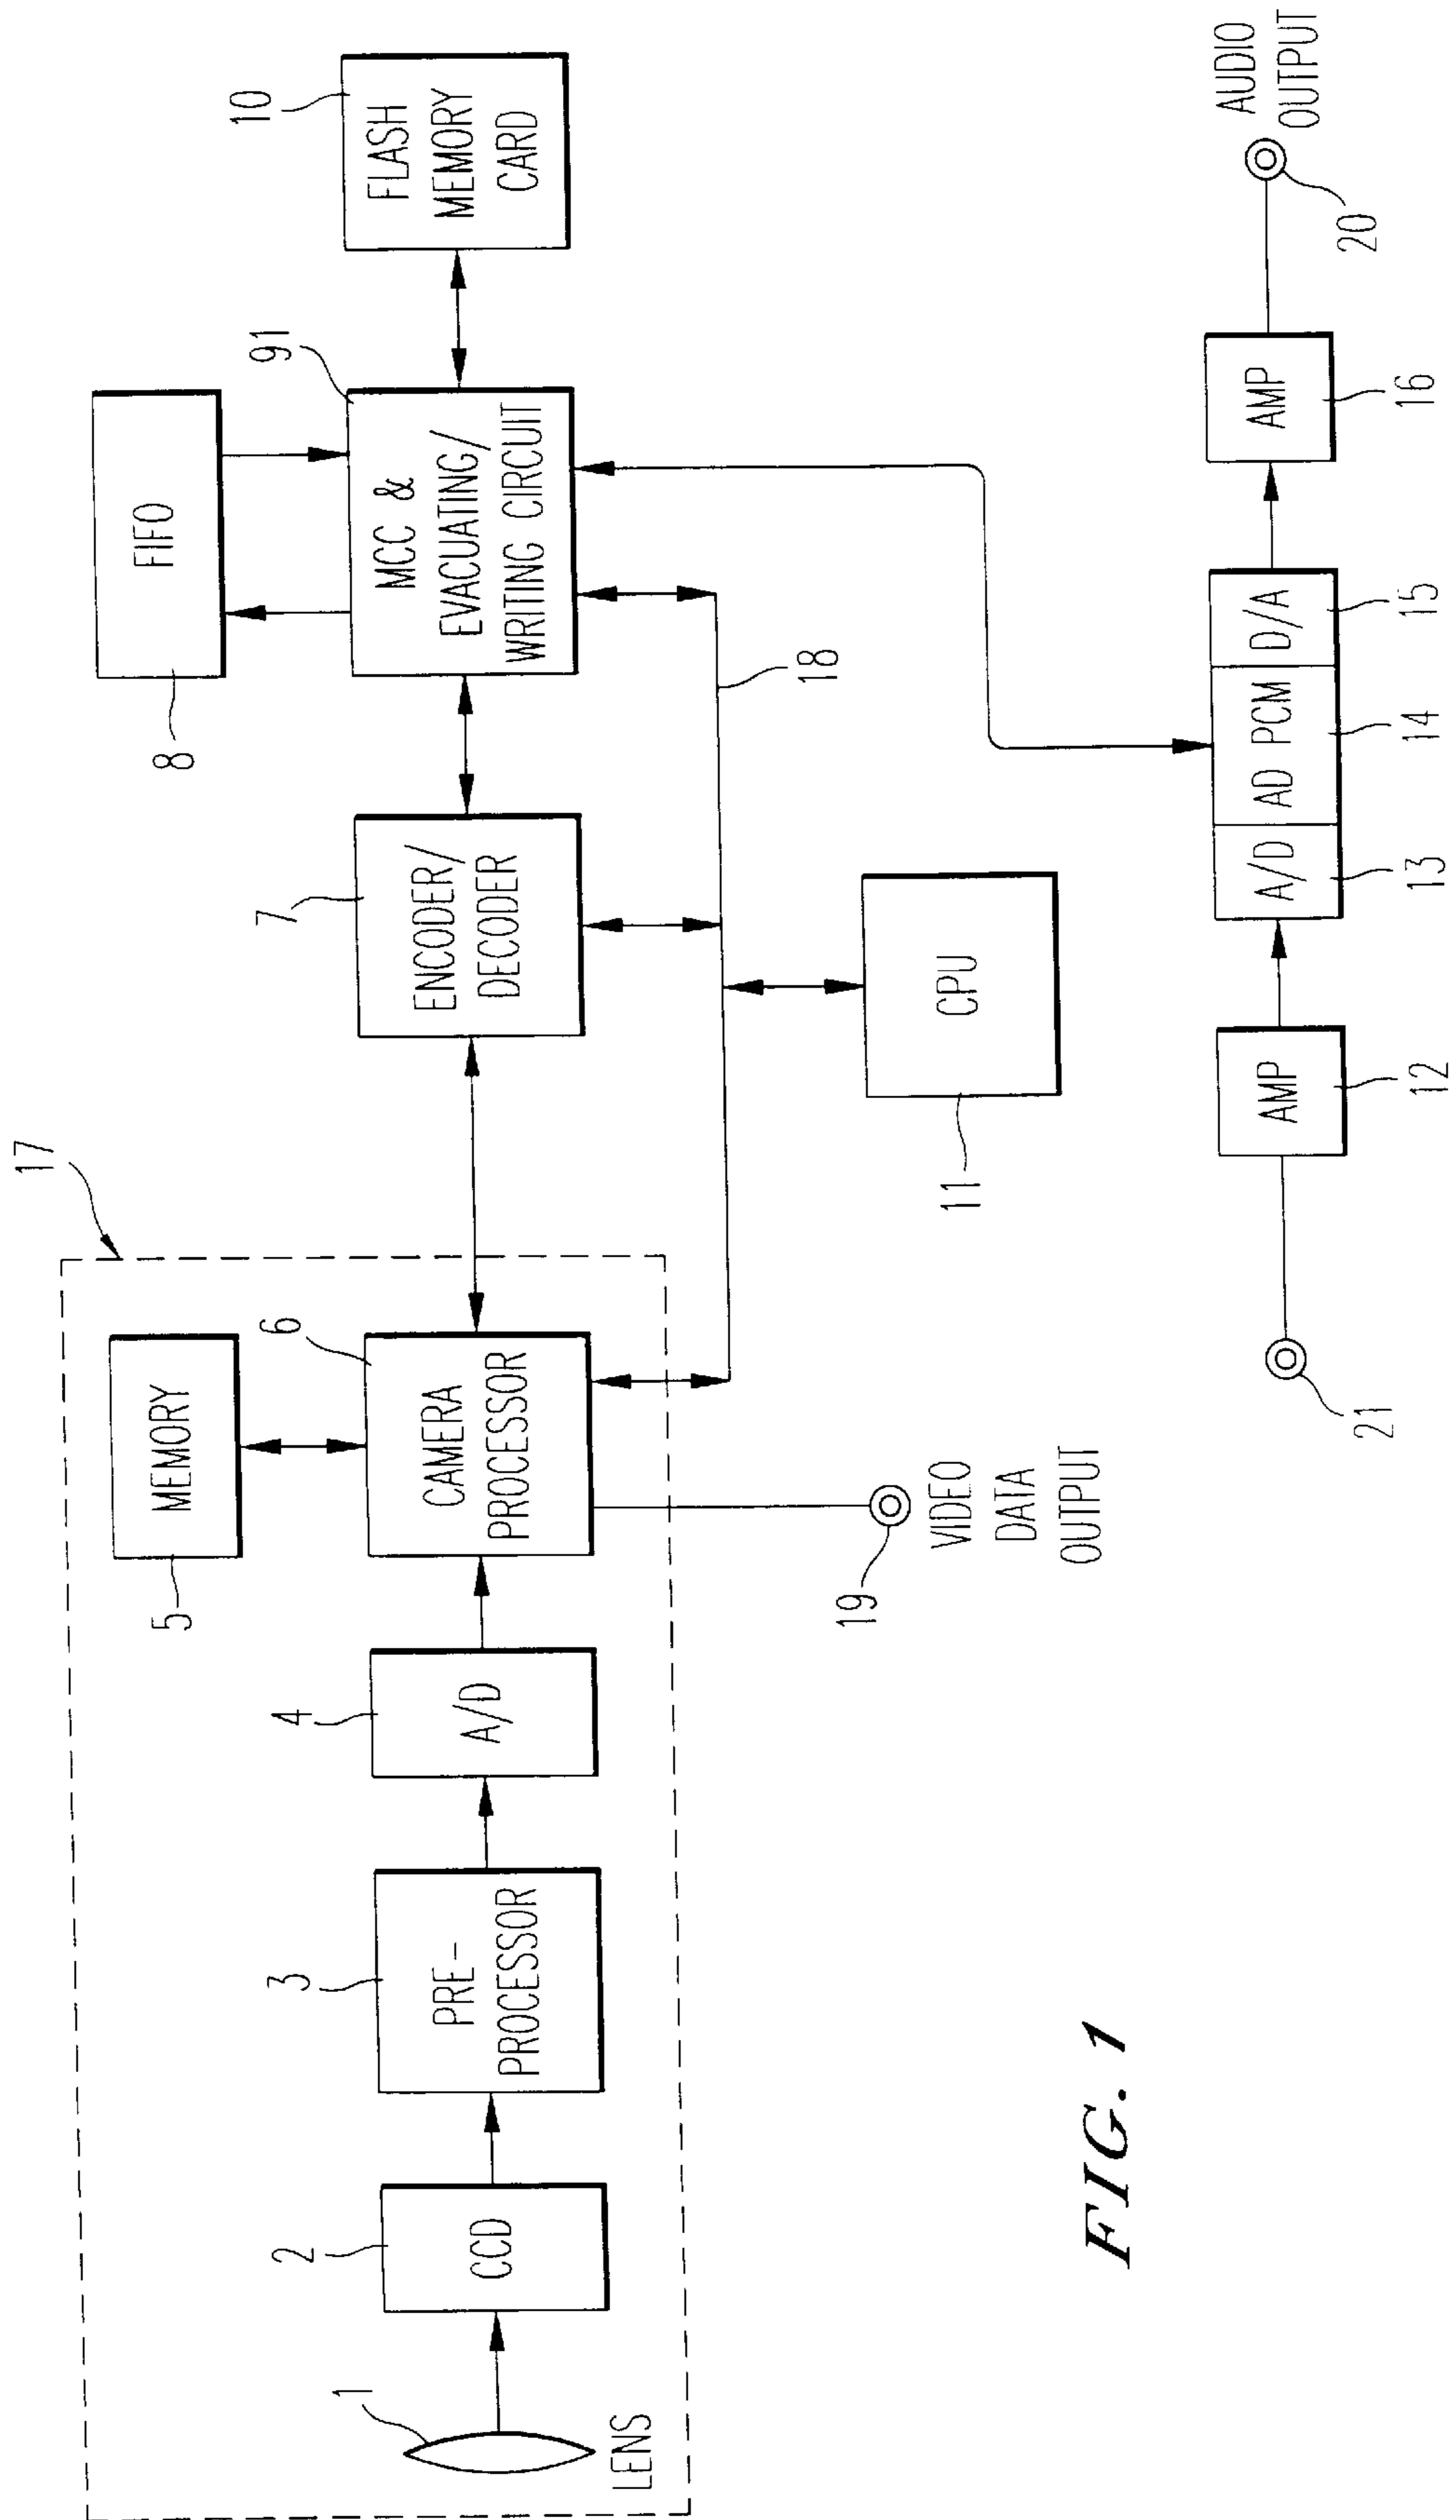 17
5
MEMORY
8
FIFO
1
LENS
2
CCD
3
PRE-
PROCESSOR
4
A/D
6
CAMERA
PROCESSOR
7
ENCODER/
DECODER
91
MCC &
EVACUATING/
WRITING CIRCUIT
10
FLASH
MEMORY
CARD
18
19
VIDEO
DATA
OUTPUT
11
CPU
21
AMP
12
A/D
13
AD PCM
14
D/A
15
AMP
16
20
AUDIO
OUTPUT
FIG. 1